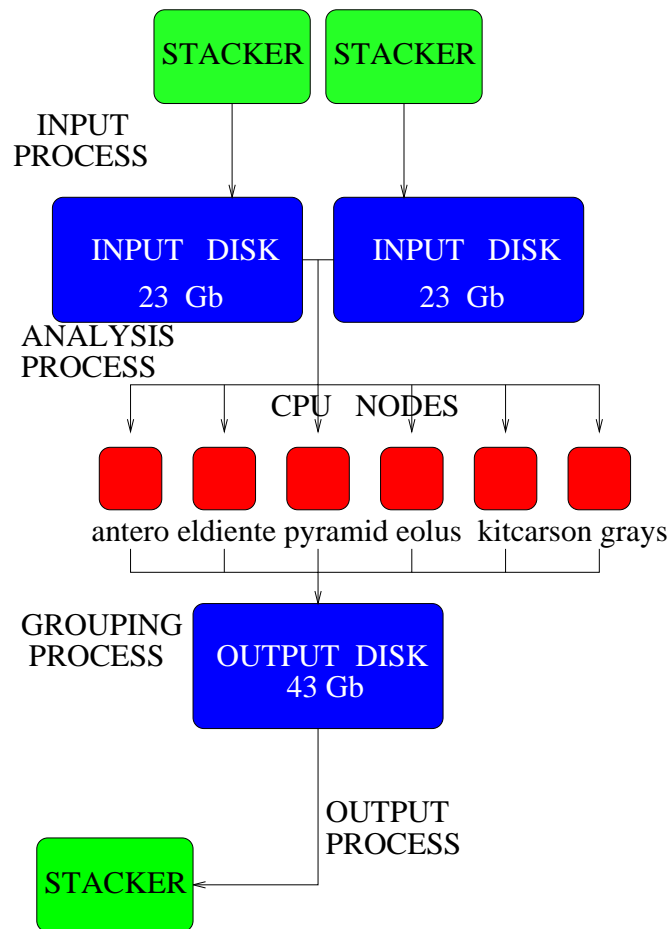 STACKER STACKER
INPUT
PROCESS
INPUT DISK INPUT DISK
23 Gb 23 Gb
ANALYSIS
PROCESS
CPU NODES
antero eldiente pyramid eolus kitcarson grays
GROUPING
PROCESS
OUTPUT DISK
43 Gb
OUTPUT
PROCESS
STACKER